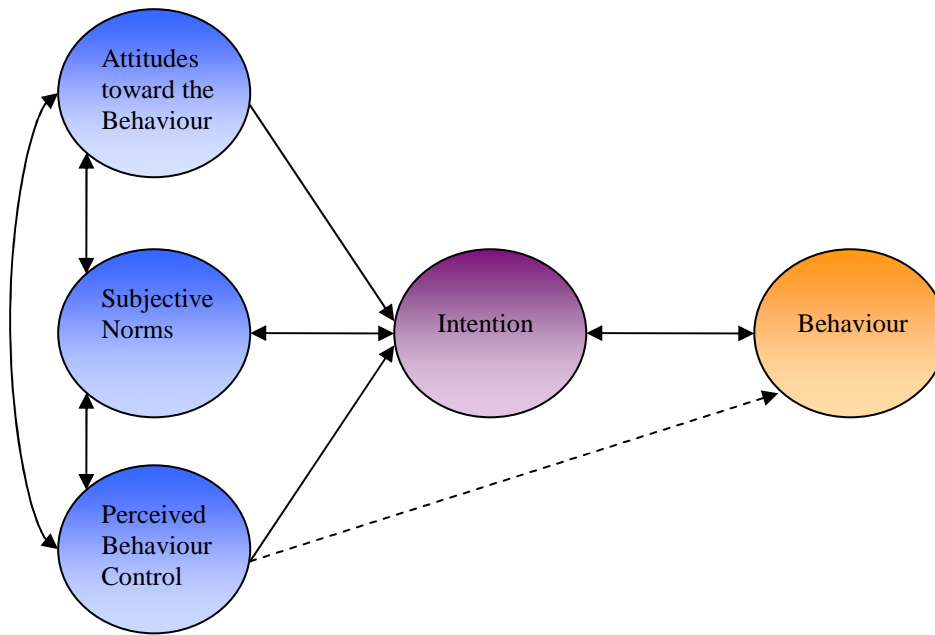 Attitudes
toward the
Behaviour
Subjective
Norms
Intention
Behaviour
Perceived
Behaviour
Control